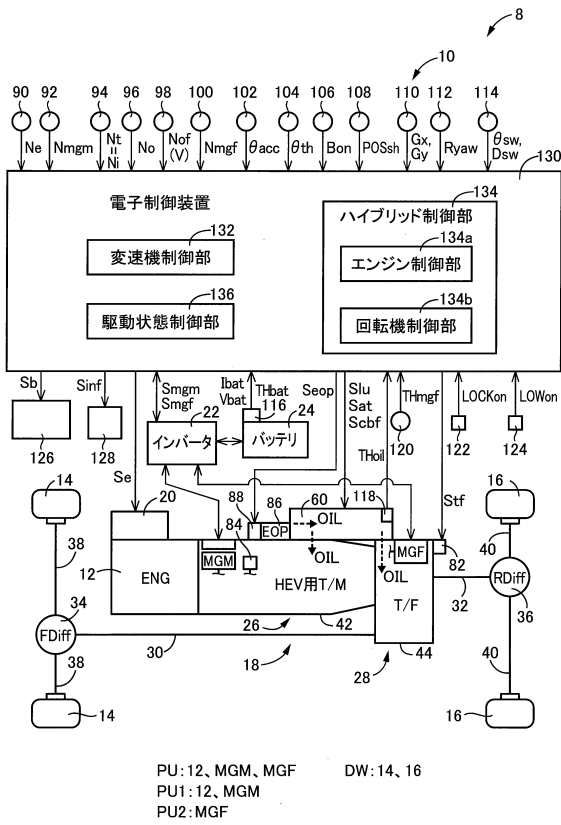 8
10
90 92 94 96 98 100 102 104 106 108 110 112 114
Ne
Nmgm
Nt
=
Ni
No
Nof
(V)
Nmgf
θacc
θth
Bon
POSsh
Gx,
Gy
Ryaw
θsw,
Dsw
130
電子制御装置
132
変速機制御部
136
駆動状態制御部
134
ハイブリッド制御部
134a
エンジン制御部
134b
回転機制御部
Sb
Sinf
Se
Smgm
Smgf
Ibat
Vbat
THbat
Seop
Slu
Sat
Scbf
THoil
THmgf
Stf
LOCKon
LOWon
126
128
22
インバータ
116
24
バッテリ
120
122
124
14
20
88
86
EOP
60
OIL
118
16
38
84
OIL
OIL
MGF
82
40
12
ENG
MGM
HEV用T/M
T/F
RDiff
32
36
34
FDiff
26
42
30
18
28
44
38
40
14
16
PU:12、MGM、MGF DW:14、16
PU1:12、MGM
PU2:MGF